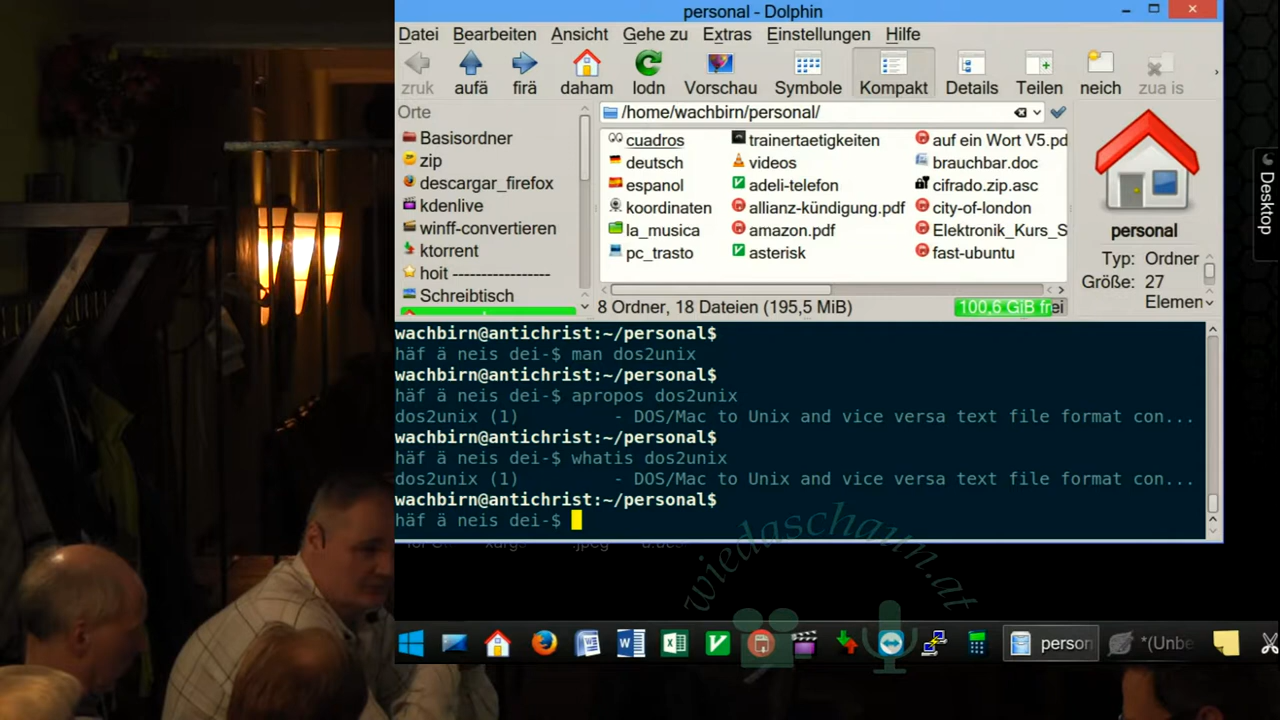 personal - Dolphin
Datei Bearbeiten Ansicht Gehe zu Extras Einstellungen Hilfe
zruk aufä firä daham lodn Vorschau Symbole Kompakt Details Teilen neich zua is
Orte
/home/wachbirn/personal/
Basisordner
zip
descargar_firefox
kdenlive
winff-convertieren
ktorrent
hoit -----------------
Schreibtisch
cuadros
deutsch
espanol
koordinaten
la_musica
pc_trasto
trainertaetigkeiten
videos
adeli-telefon
allianz-kündigung.pdf
amazon.pdf
asterisk
auf ein Wort V5.pd
brauchbar.doc
cifrado.zip.asc
city-of-london
Elektronik_Kurs_S
fast-ubuntu
personal
Typ: Ordner
Größe: 27
Elemen
8 Ordner, 18 Dateien (195,5 MiB)
100,6 GiB frei
Desktop
wachbirn@antichrist:~/personal$
häf ä neis dei-$ man dos2unix
wachbirn@antichrist:~/personal$
häf ä neis dei-$ apropos dos2unix
dos2unix (1) - DOS/Mac to Unix and vice versa text file format con...
wachbirn@antichrist:~/personal$
häf ä neis dei-$ whatis dos2unix
dos2unix (1) - DOS/Mac to Unix and vice versa text file format con...
wachbirn@antichrist:~/personal$
häf ä neis dei-$
wiedaschaun.at
person
*(Unbe